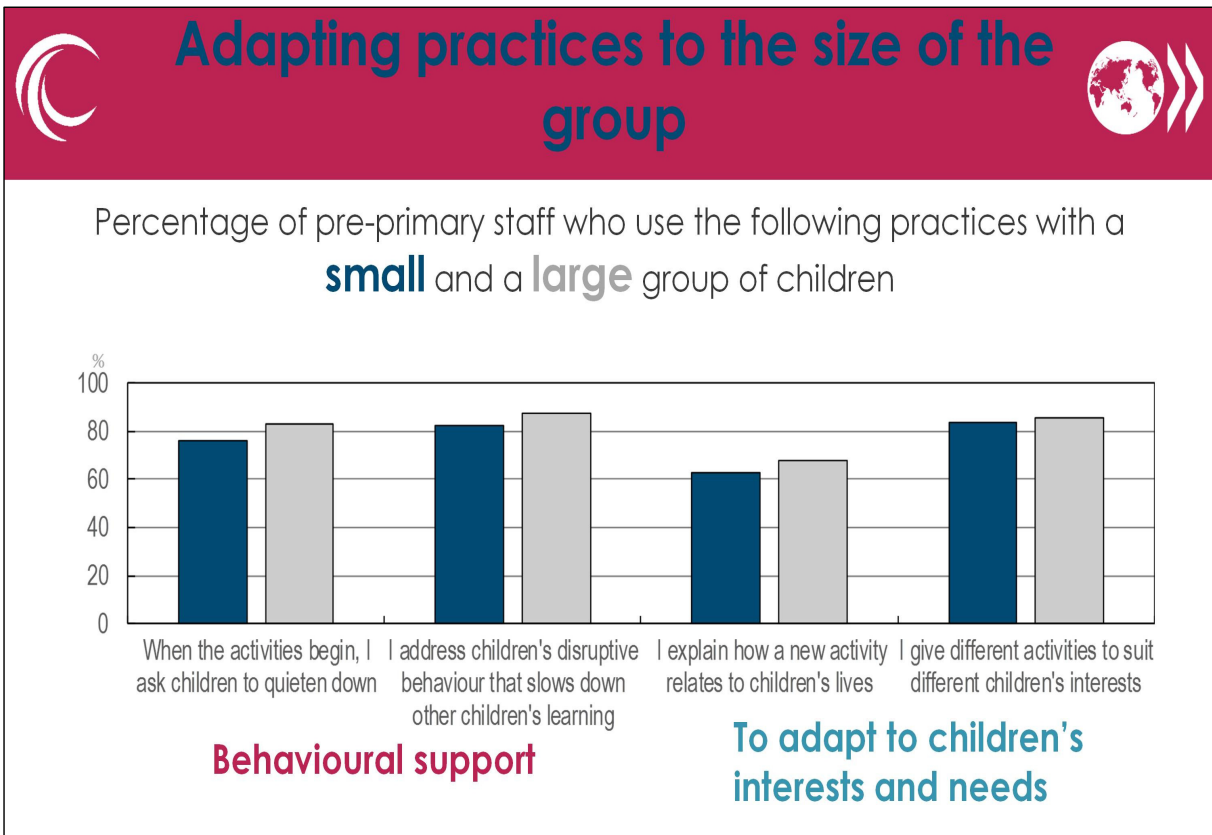 Adapting practices to the size of the
group
Percentage of pre-primary staff who use the following practices with a
small and a large group of children
%
100
80
60
40
20
0
When the activities begin, I
ask children to quieten down
I address children's disruptive
behaviour that slows down
other children's learning
I explain how a new activity
relates to children's lives
I give different activities to suit
different children's interests
Behavioural support
To adapt to children’s
interests and needs